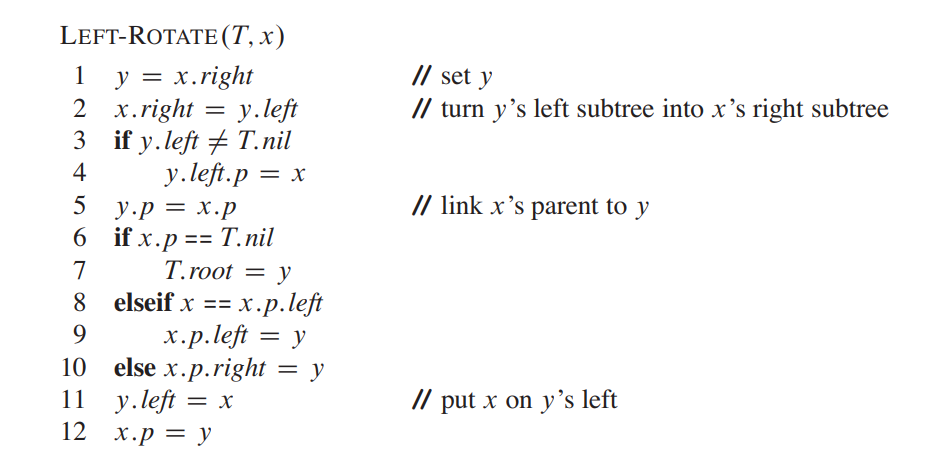 LEFT-ROTATE(T, x)
1 y = x.right // set y
2 x.right = y.left // turn y’s left subtree into x’s right subtree
3 if y.left ≠ T.nil
4 y.left.p = x
5 y.p = x.p // link x’s parent to y
6 if x.p == T.nil
7 T.root = y
8 elseif x == x.p.left
9 x.p.left = y
10 else x.p.right = y
11 y.left = x // put x on y’s left
12 x.p = y